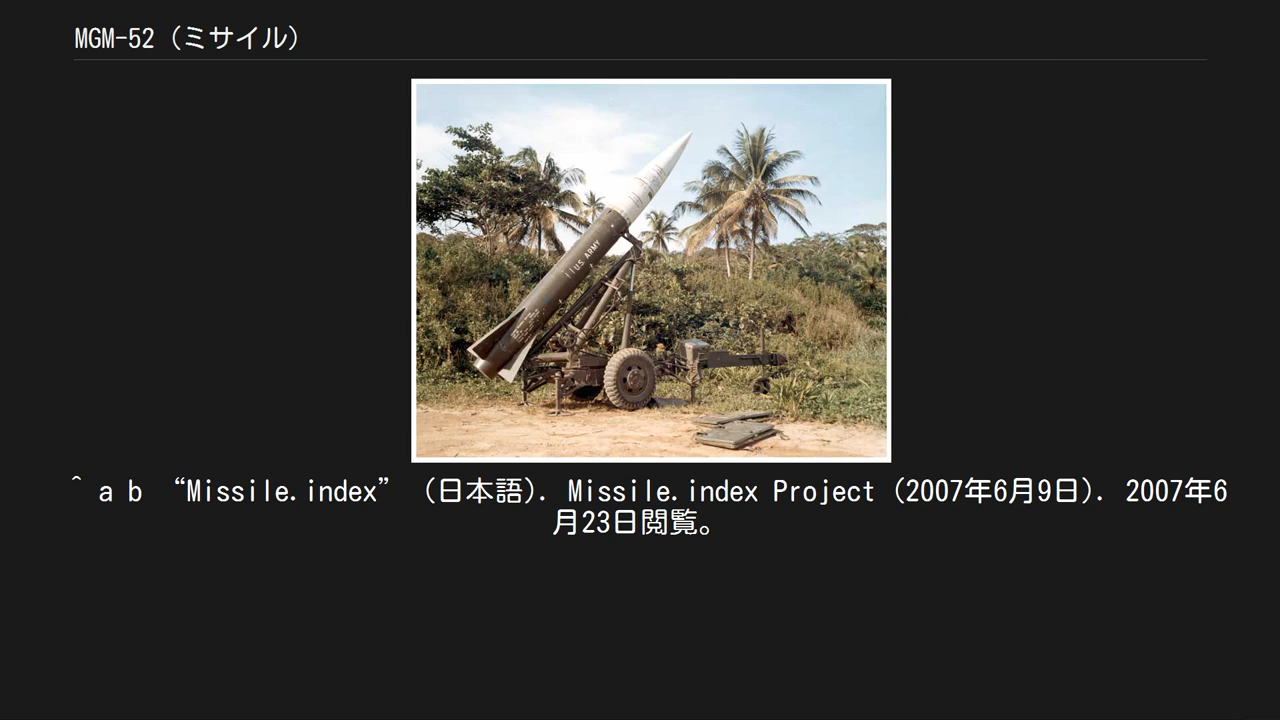 MGM-52（ミサイル）
U.S. ARMY
^ a b “Missile.index” （日本語）. Missile.index Project（2007年6月9日）. 2007年6
月23日閲覧。